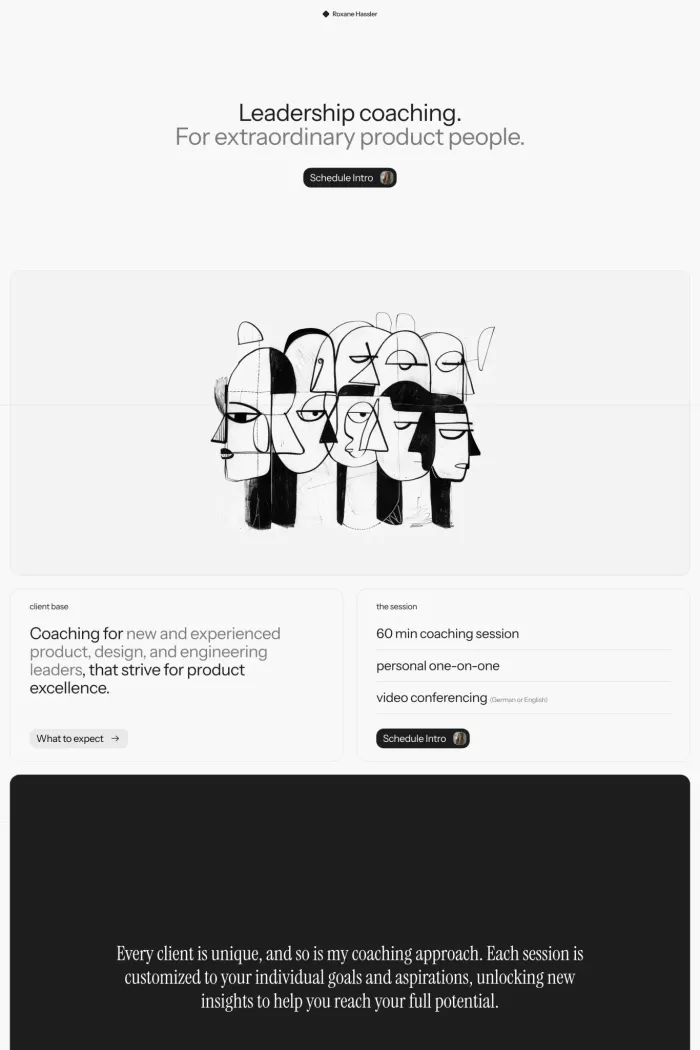 Roxane Hassler
Leadership coaching.
For extraordinary product people.
Schedule Intro
client base
Coaching for new and experienced
product, design, and engineering
leaders, that strive for product
excellence.
What to expect →
the session
60 min coaching session
personal one-on-one
video conferencing (German or English)
Schedule Intro
Every client is unique, and so is my coaching approach. Each session is
customized to your individual goals and aspirations, unlocking new
insights to help you reach your full potential.